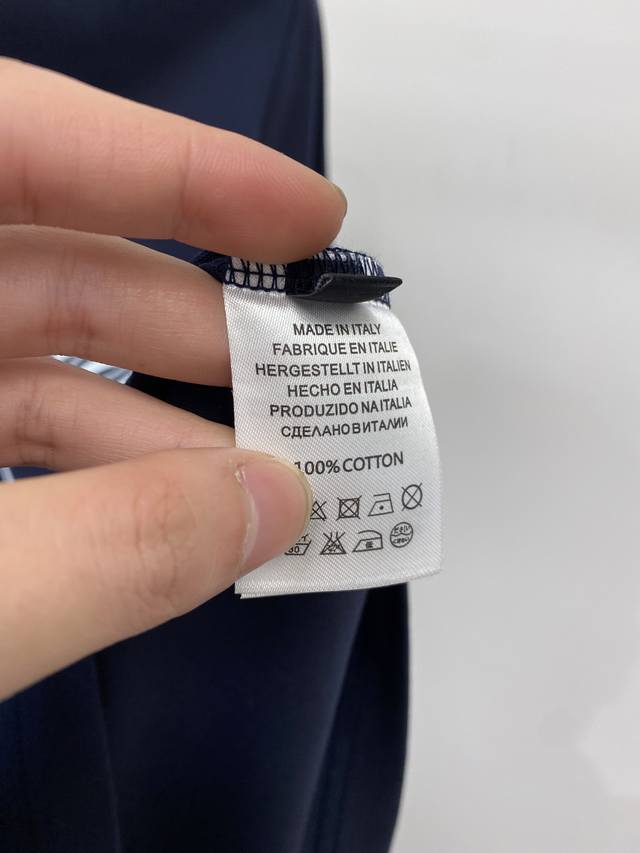 MADE IN ITALY
FABRIQUE EN ITALIE
HERGESTELLT IN ITALIEN
HECHO EN ITALIA
PRODUZIDO NA ITALIA
СДЕЛАНО В ИТАЛИИ
100% COTTON
30